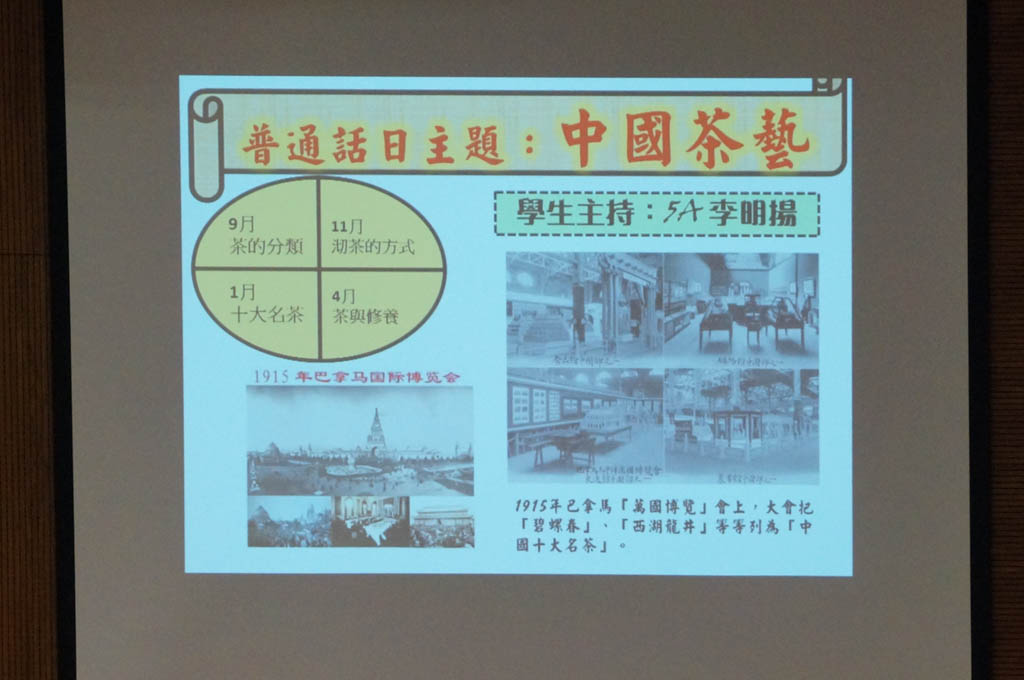 普通話日主題：中國茶藝
學生主持：5A 李明揚
9月
茶的分類
11月
沏茶的方式
1月
十大名茶
4月
茶與修養
1915 年巴拿马国际博览会
1915年巴拿馬「萬國博覽」會上，大會把
「碧螺春」、「西湖龍井」等等列為「中
國十大名茶」。